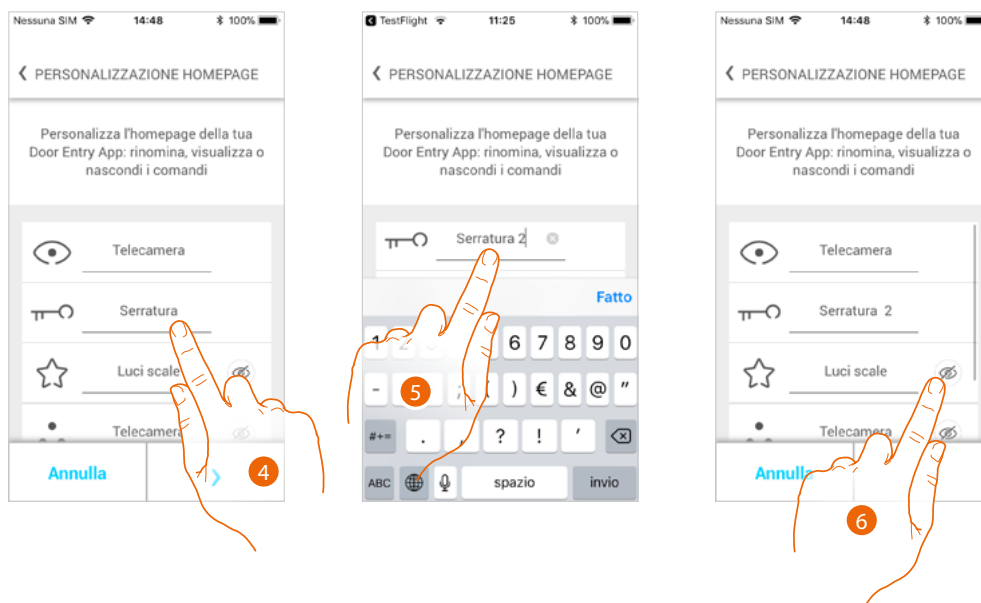 Nessuna SIM 14:48 100%
PERSONALIZZAZIONE HOMEPAGE
Personalizza l'homepage della tua
Door Entry App: rinomina, visualizza o
nascondi i comandi
Telecamera
Serratura
Luci scale
Telecamera
Annulla
4
TestFlight 11:25 100%
PERSONALIZZAZIONE HOMEPAGE
Personalizza l'homepage della tua
Door Entry App: rinomina, visualizza o
nascondi i comandi
Serratura 2
Fatto
1 2 3 6 7 8 9 0
- ; ( ) € & @ "
#+= . , ? ! '
ABC spazio invio
5
Nessuna SIM 14:48 100%
PERSONALIZZAZIONE HOMEPAGE
Personalizza l'homepage della tua
Door Entry App: rinomina, visualizza o
nascondi i comandi
Telecamera
Serratura 2
Luci scale
Telecamera
Annulla
6